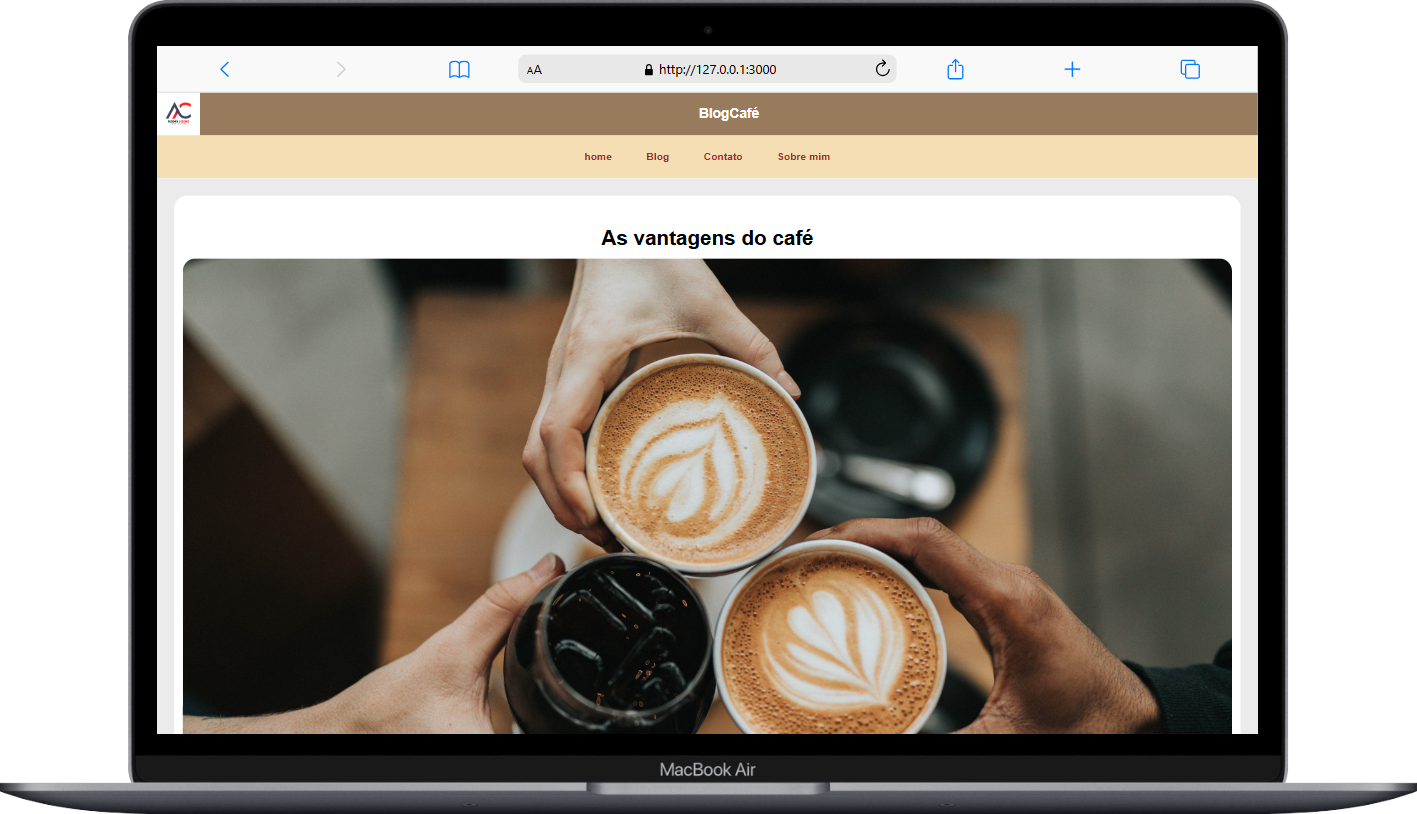 AA http://127.0.0.1:3000
AC
BlogCafé
home Blog Contato Sobre mim
As vantagens do café
MacBook Air